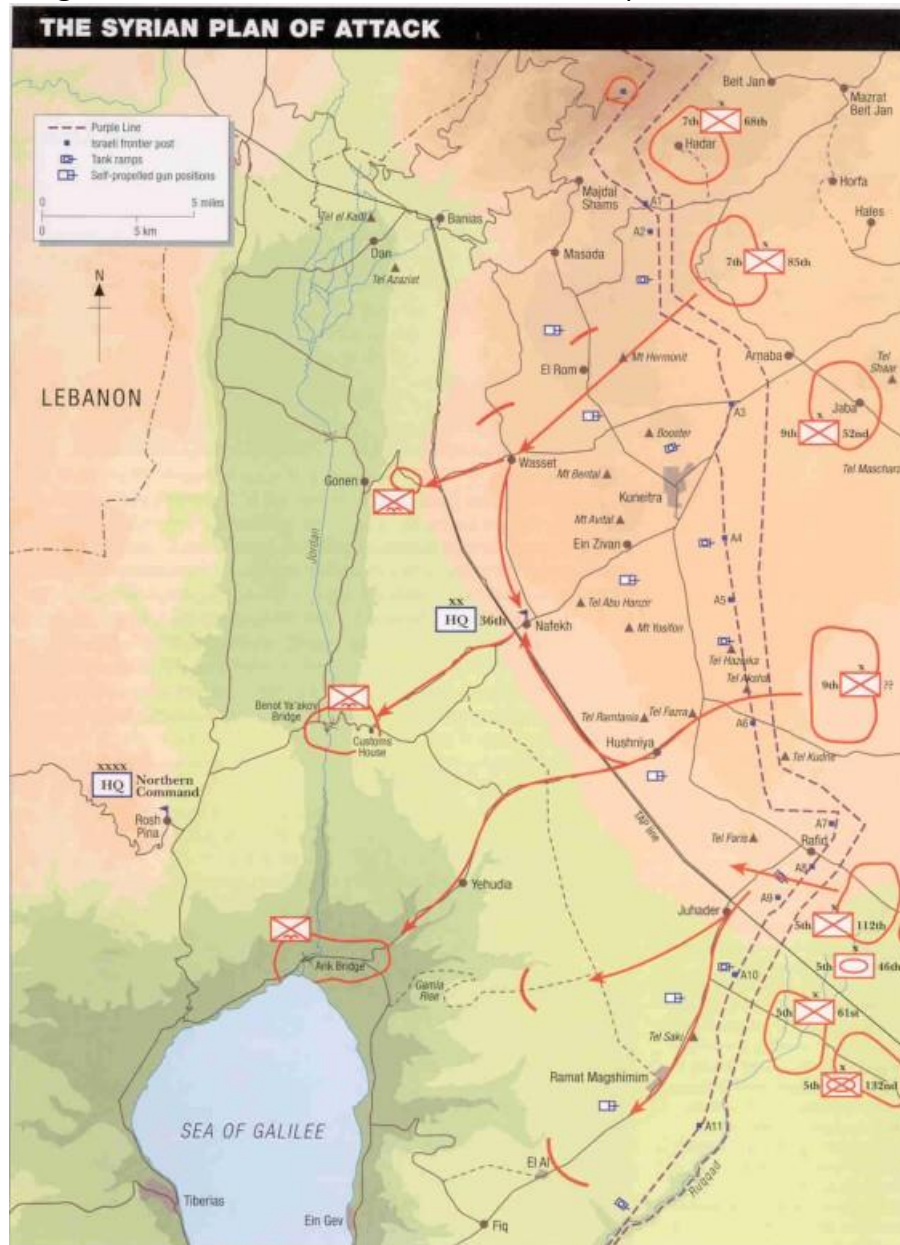 THE SYRIAN PLAN OF ATTACK
Purple Line
Israeli frontier post
Tank ramps
Self-propelled gun positions
0 5 miles
0 5 km
N
LEBANON
Beit Jan
Mazrat
Beit Jan
x
7th 68th
Hadar
Majdal
Shams
A1
Horfa
Hales
Banias
A2
Tel el Kadi
Dan
Tel Azaziat
Masada
x
7th 85th
El Rom
Mt Hermonit
Arnaba
Tel
Shaar
Jaba
x
9th 52nd
A3
Booster
Wasset
Mt Bental
Kuneitra
Gonen
Jordan
Mt Avital
Ein Zivan
A4
A5
Tel Abu Hanzir
xx
HQ 36th
Nafekh
Mt Yosifon
Tel Hazeika
Tel Aksha
x
9th ??
Benot Ya'akov
Bridge
Customs
House
Tel Ramtania
Tel Fazra
A6
Hushniya
Tel Kudne
xxxx
HQ Northern
Command
Rosh
Pina
TAP line
Tel Faris
A7
Rafid
A8
Yehudia
A9
Juhader
x
5th 112th
x
5th 46th
Arik Bridge
Gamla
Rise
A10
x
5th 61st
Tel Saki
Ramat Magshimim
x
5th 132nd
SEA OF GALILEE
A11
El Al
Ruqqad
Tiberias
Ein Gev
Fiq